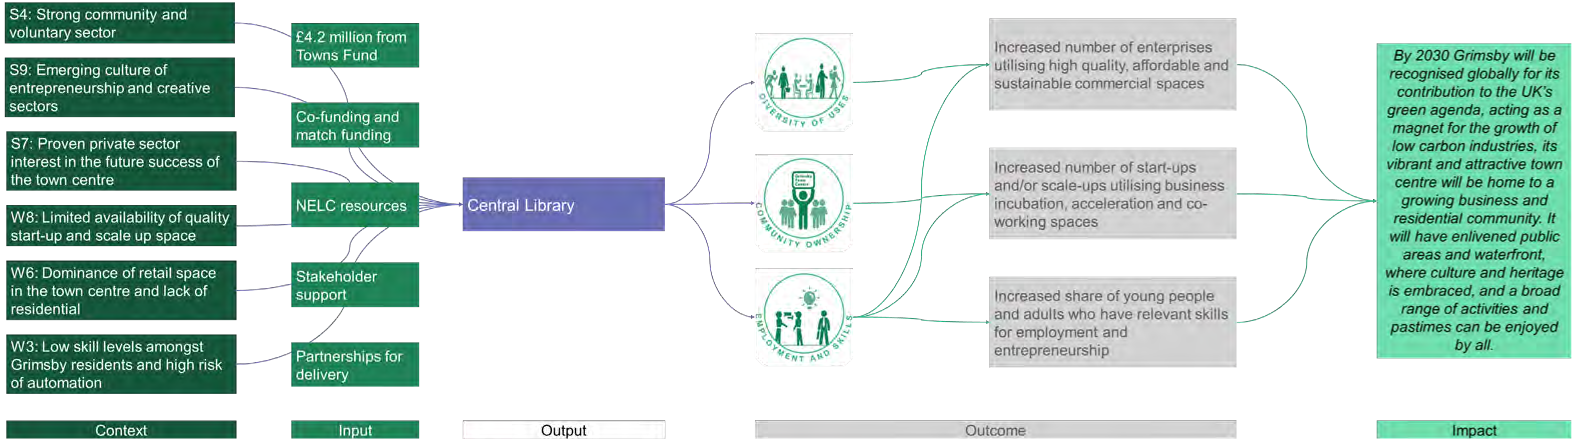 S4: Strong community and
voluntary sector
S9: Emerging culture of
entrepreneurship and creative
sectors
S7: Proven private sector
interest in the future success of
the town centre
W8: Limited availability of quality
start-up and scale up space
W6: Dominance of retail space
in the town centre and lack of
residential
W3: Low skill levels amongst
Grimsby residents and high risk
of automation
Context
£4.2 million from
Towns Fund
Co-funding and
match funding
NELC resources
Stakeholder
support
Partnerships for
delivery
Input
Central Library
Output
DIVERSITY OF USES
Grimsby
Town
Centre
COMMUNITY OWNERSHIP
EMPLOYMENT AND SKILLS
Increased number of enterprises
utilising high quality, affordable and
sustainable commercial spaces
Increased number of start-ups
and/or scale-ups utilising business
incubation, acceleration and co-
working spaces
Increased share of young people
and adults who have relevant skills
for employment and
entrepreneurship
Outcome
By 2030 Grimsby will be
recognised globally for its
contribution to the UK's
green agenda, acting as a
magnet for the growth of
low carbon industries, its
vibrant and attractive town
centre will be home to a
growing business and
residential community. It
will have enlivened public
areas and waterfront,
where culture and heritage
is embraced, and a broad
range of activities and
pastimes can be enjoyed
by all.
Impact